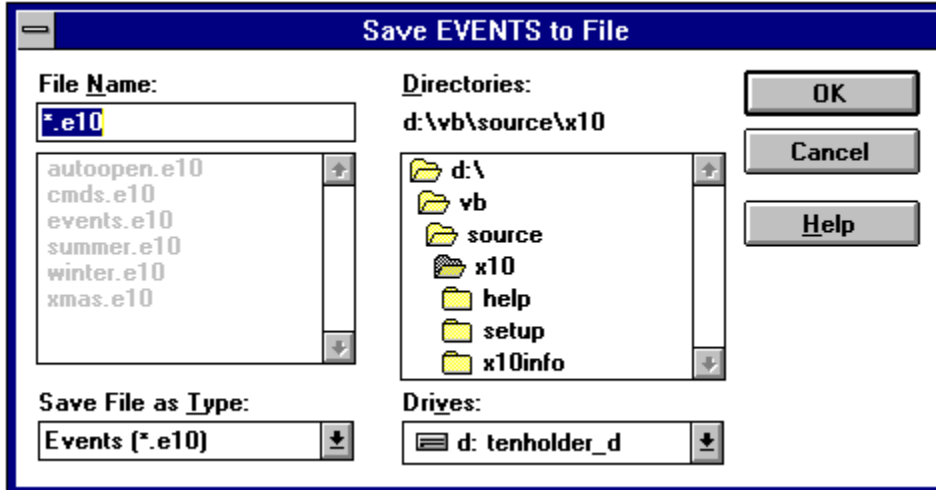 Save EVENTS to File
File Name:
*.e10
autoopen.e10
cmds.e10
events.e10
summer.e10
winter.e10
xmas.e10
Save File as Type:
Events (*.e10)
Directories:
d:\vb\source\x10
d:\
vb
source
x10
help
setup
x10info
Drives:
d: tenholder_d
OK
Cancel
Help